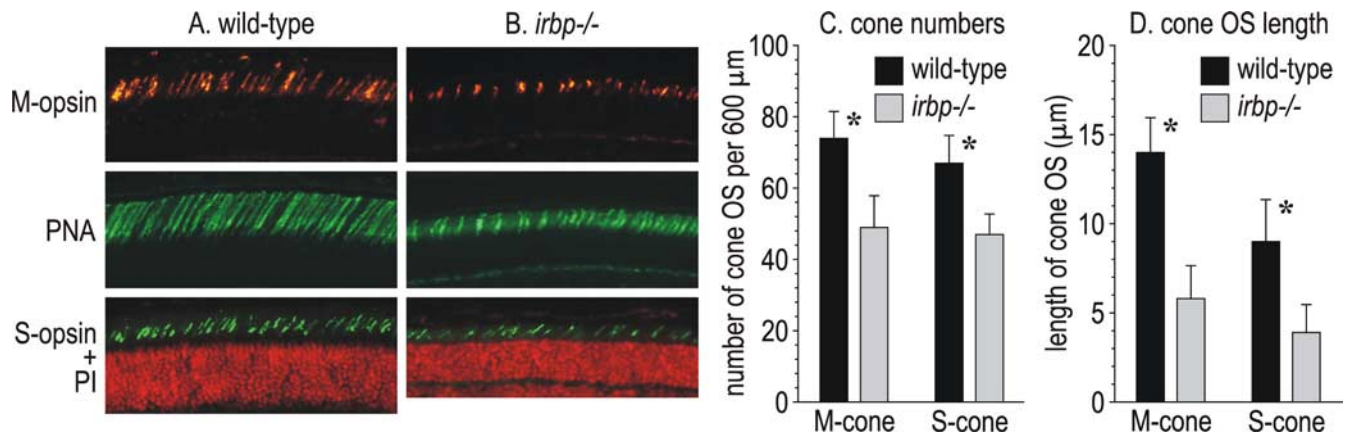 A. wild-type
B. irbp-/-
M-opsin
PNA
S-opsin
+
PI
C. cone numbers
number of cone OS per 600 µm
100
80
60
40
20
0
wild-type
irbp-/-
*
*
M-cone
S-cone
D. cone OS length
length of cone OS (µm)
20
15
10
5
0
wild-type
irbp-/-
*
*
M-cone
S-cone